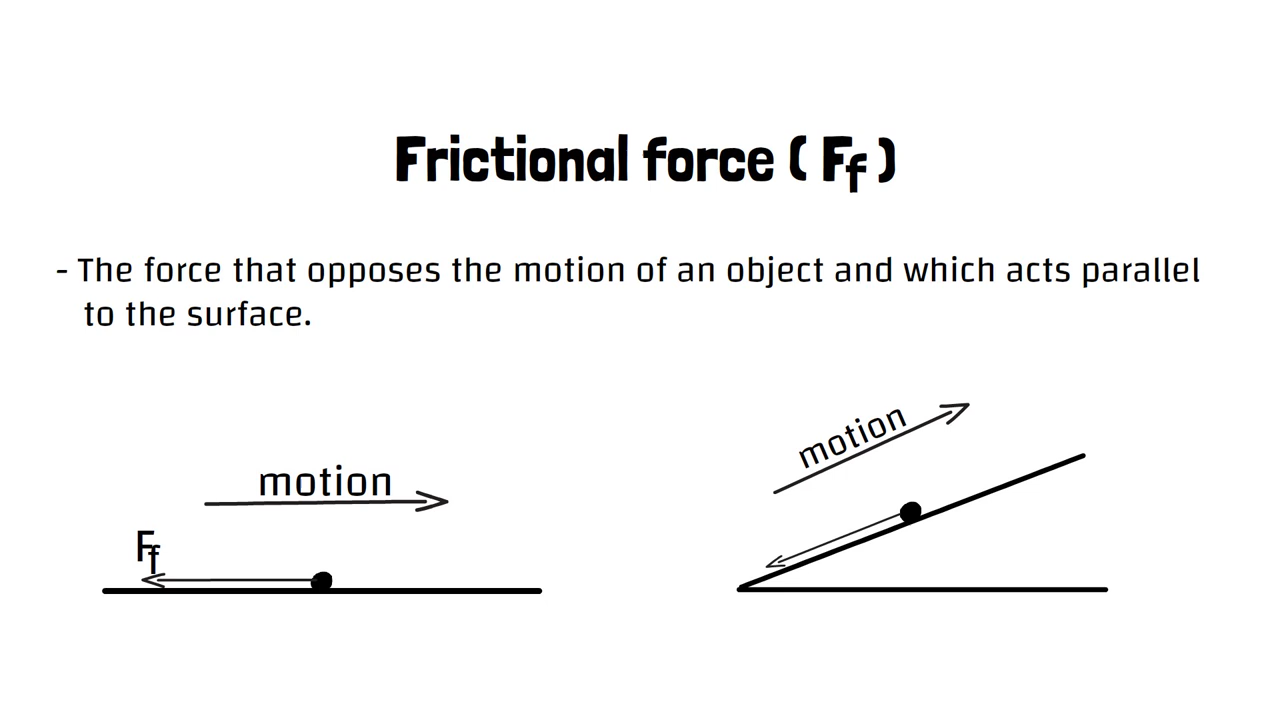 Frictional force ( Ff )
- The force that opposes the motion of an object and which acts parallel
to the surface.
motion
Ff
motion